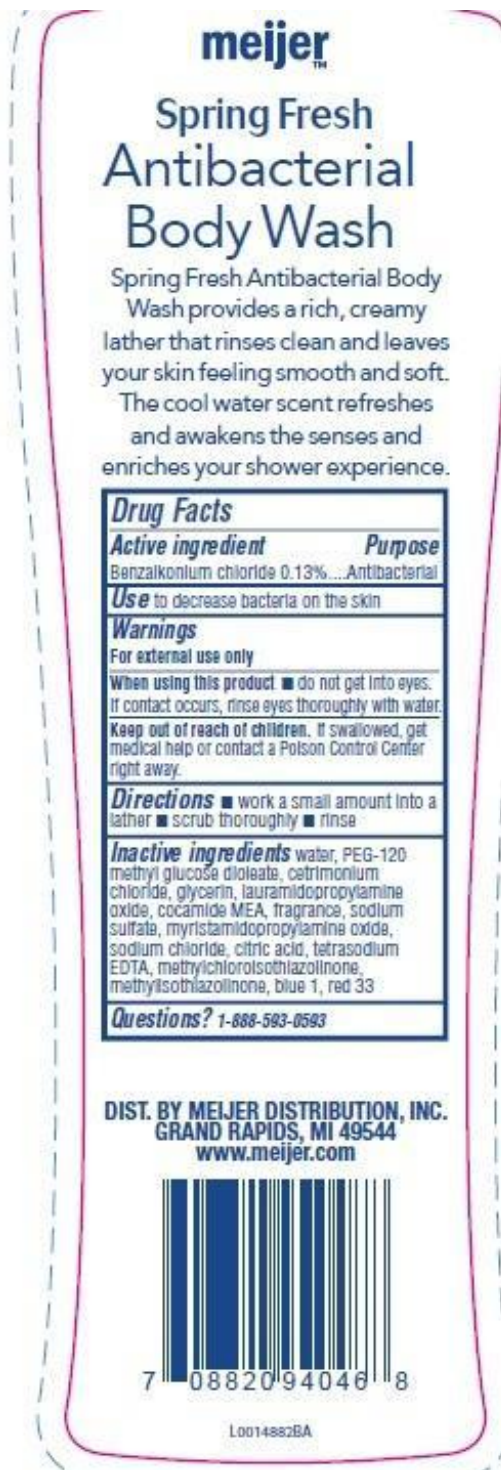 meijer™
Spring Fresh
Antibacterial
Body Wash
Spring Fresh Antibacterial Body
Wash provides a rich, creamy
lather that rinses clean and leaves
your skin feeling smooth and soft.
The cool water scent refreshes
and awakens the senses and
enriches your shower experience.
Drug Facts
Active ingredient Purpose
Benzalkonium chloride 0.13%....Antibacterial
Use to decrease bacteria on the skin
Warnings
For external use only
When using this product ■ do not get into eyes.
If contact occurs, rinse eyes thoroughly with water.
Keep out of reach of children. If swallowed, get
medical help or contact a Poison Control Center
right away.
Directions ■ work a small amount into a
lather ■ scrub thoroughly ■ rinse
Inactive ingredients water, PEG-120
methyl glucose dioleate, cetrimonium
chloride, glycerin, lauramidopropylamine
oxide, cocamide MEA, fragrance, sodium
sulfate, myristamidopropylamine oxide,
sodium chloride, citric acid, tetrasodium
EDTA, methylchloroisothiazolinone,
methylisothiazolinone, blue 1, red 33
Questions? 1-888-593-0593
DIST. BY MEIJER DISTRIBUTION, INC.
GRAND RAPIDS, MI 49544
www.meijer.com
7 08820 94046 8
L0014882BA